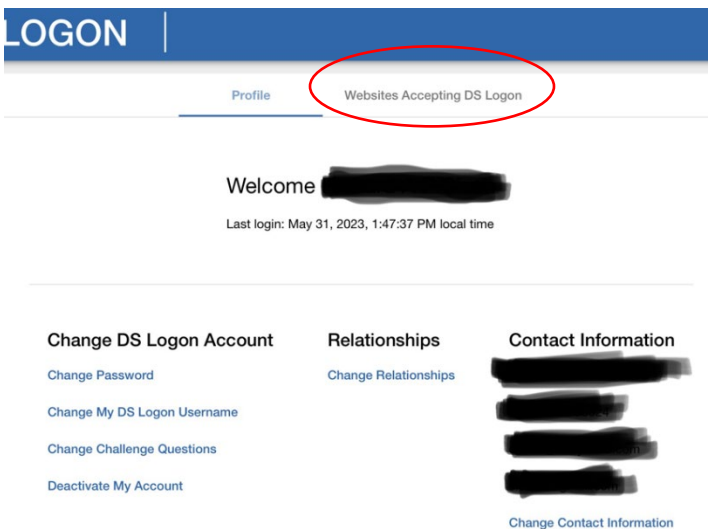 LOGON
Profile
Websites Accepting DS Logon
Welcome
Last login: May 31, 2023, 1:47:37 PM local time
Change DS Logon Account
Change Password
Change My DS Logon Username
Change Challenge Questions
Deactivate My Account
Relationships
Change Relationships
Contact Information
Change Contact Information